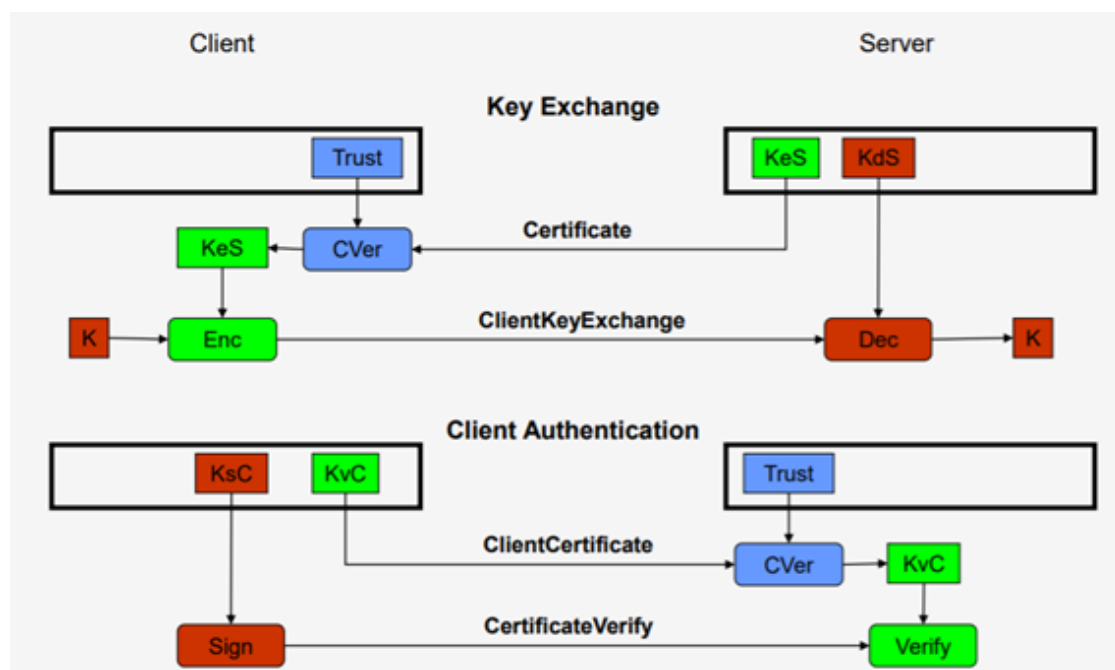 Client Server
Key Exchange
Trust KeS KdS
Certificate
KeS CVer
ClientKeyExchange
K Enc Dec K
Client Authentication
KsC KvC Trust
ClientCertificate
CVer KvC
CertificateVerify
Sign Verify